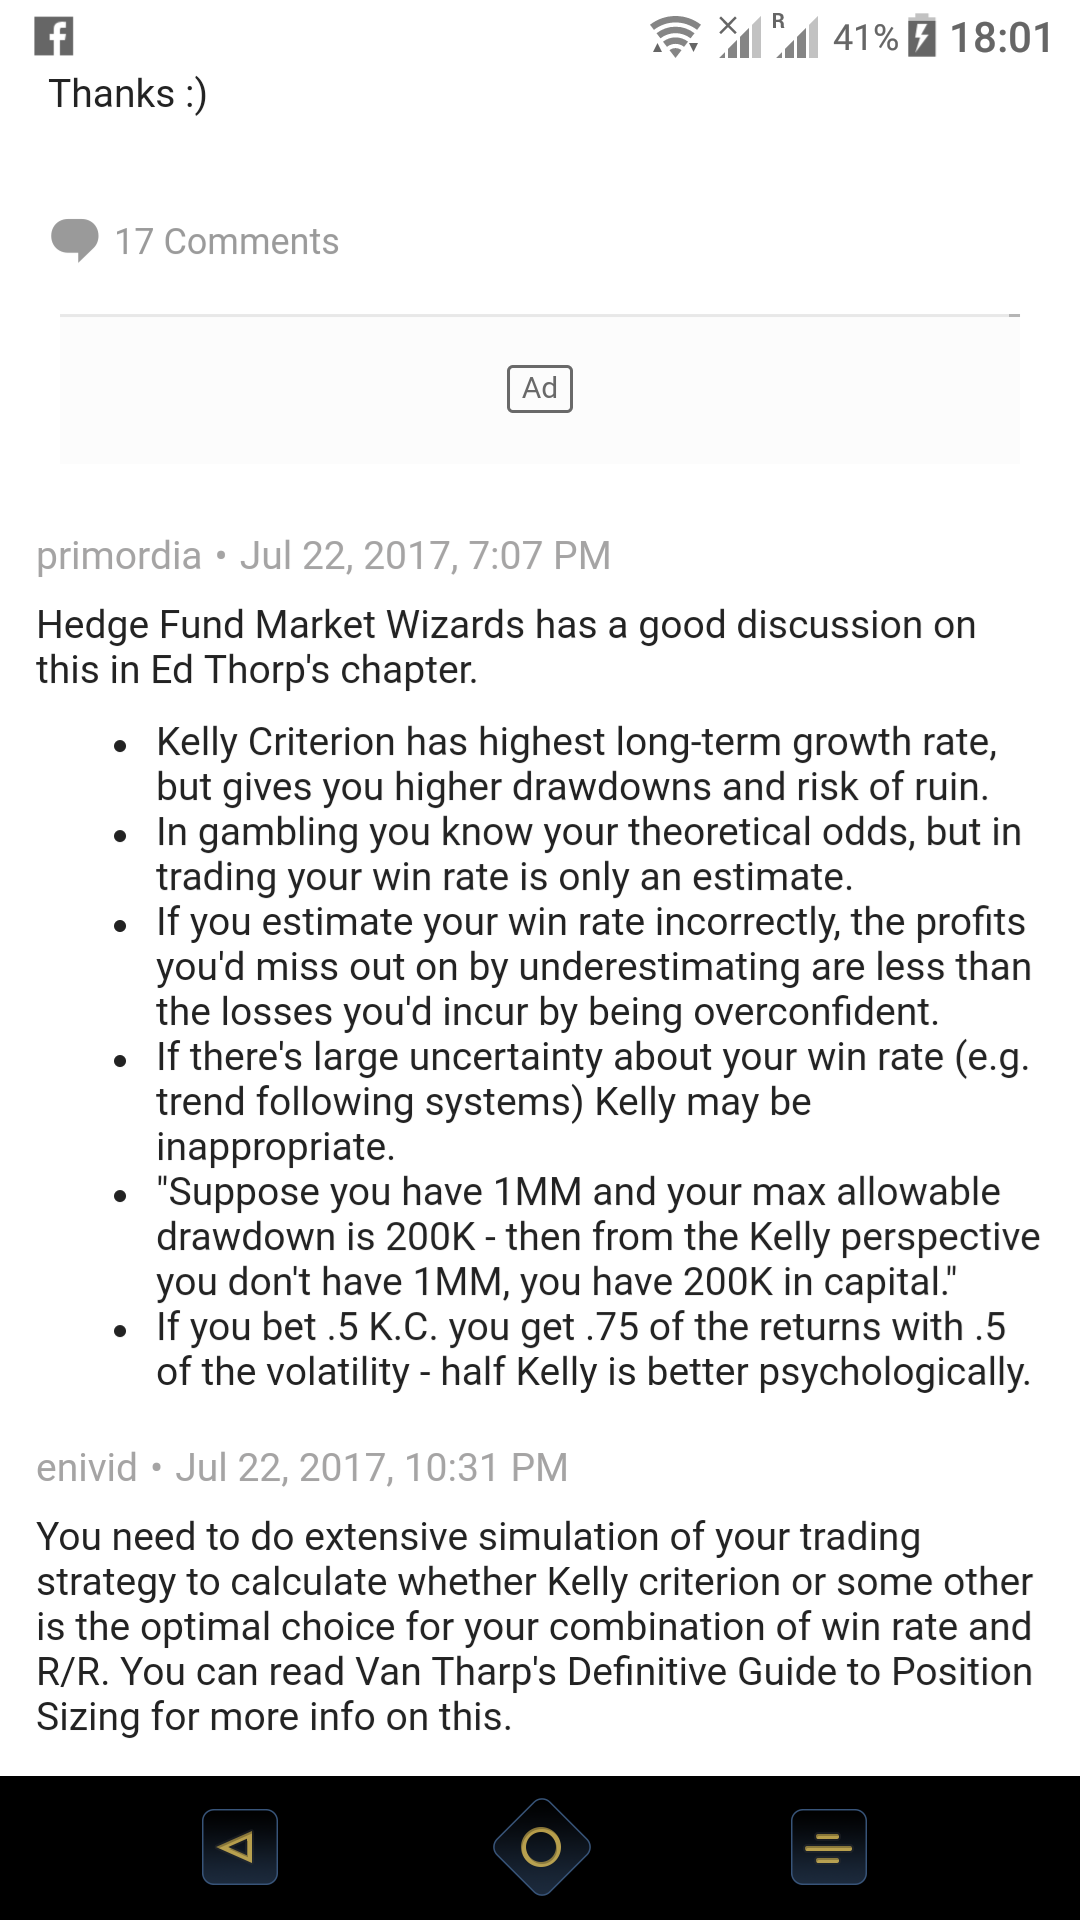 R 41% 18:01
Thanks :)
17 Comments
Ad
primordia • Jul 22, 2017, 7:07 PM
Hedge Fund Market Wizards has a good discussion on
this in Ed Thorp's chapter.
• Kelly Criterion has highest long-term growth rate,
but gives you higher drawdowns and risk of ruin.
• In gambling you know your theoretical odds, but in
trading your win rate is only an estimate.
• If you estimate your win rate incorrectly, the profits
you'd miss out on by underestimating are less than
the losses you'd incur by being overconfident.
• If there's large uncertainty about your win rate (e.g.
trend following systems) Kelly may be
inappropriate.
• "Suppose you have 1MM and your max allowable
drawdown is 200K - then from the Kelly perspective
you don't have 1MM, you have 200K in capital."
• If you bet .5 K.C. you get .75 of the returns with .5
of the volatility - half Kelly is better psychologically.
enivid • Jul 22, 2017, 10:31 PM
You need to do extensive simulation of your trading
strategy to calculate whether Kelly criterion or some other
is the optimal choice for your combination of win rate and
R/R. You can read Van Tharp's Definitive Guide to Position
Sizing for more info on this.